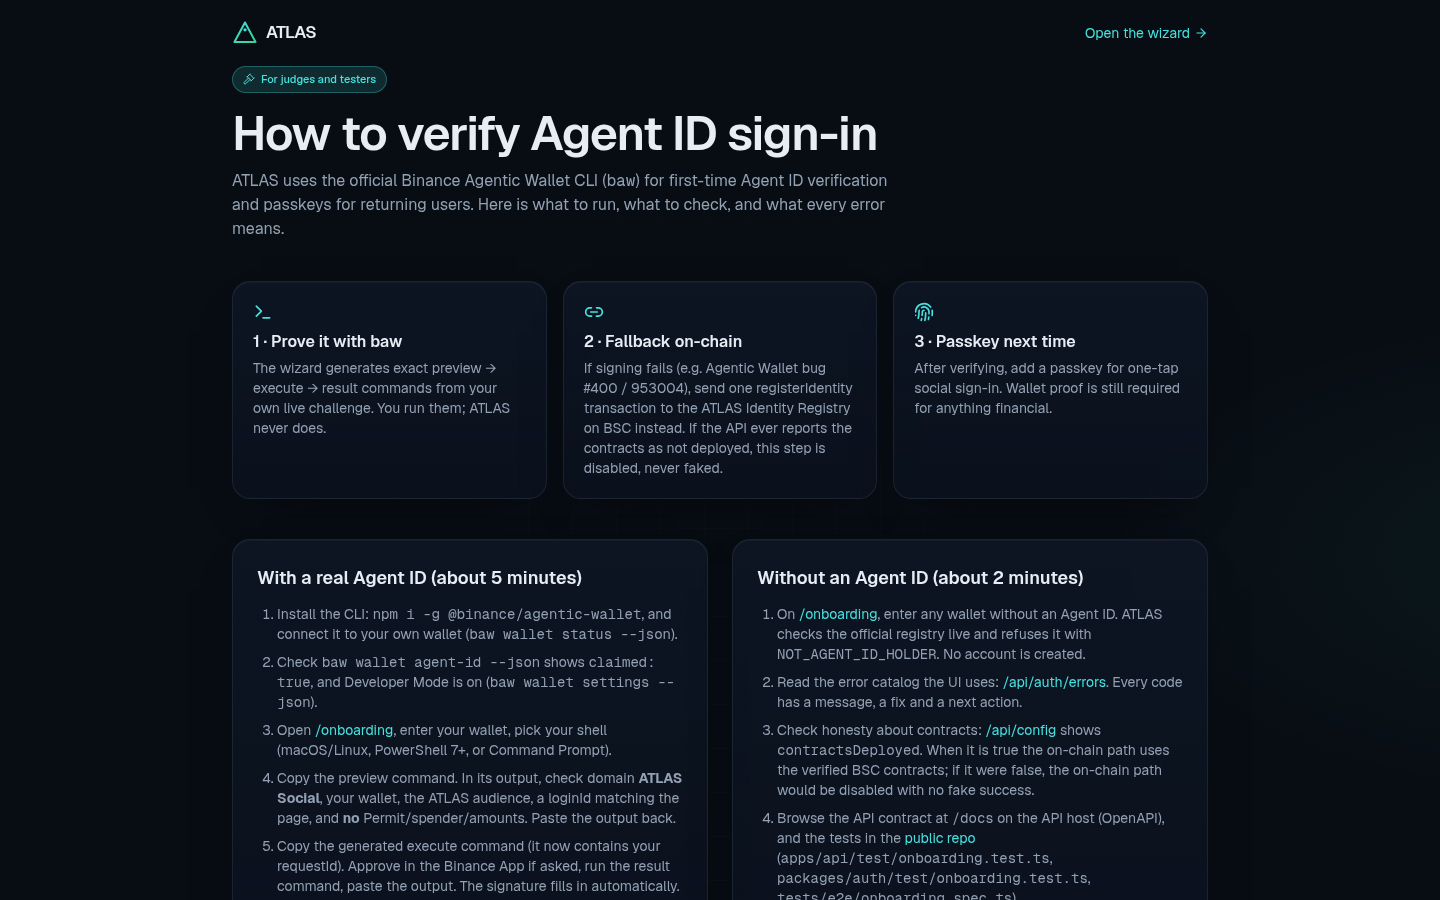 ATLAS
Open the wizard →
For judges and testers
How to verify Agent ID sign-in
ATLAS uses the official Binance Agentic Wallet CLI (baw) for first-time Agent ID verification
and passkeys for returning users. Here is what to run, what to check, and what every error
means.
1 · Prove it with baw
The wizard generates exact preview →
execute → result commands from your
own live challenge. You run them; ATLAS
never does.
2 · Fallback on-chain
If signing fails (e.g. Agentic Wallet bug
#400 / 953004), send one registerIdentity
transaction to the ATLAS Identity Registry
on BSC instead. If the API ever reports the
contracts as not deployed, this step is
disabled, never faked.
3 · Passkey next time
After verifying, add a passkey for one-tap
social sign-in. Wallet proof is still required
for anything financial.
With a real Agent ID (about 5 minutes)
1. Install the CLI: npm i -g @binance/agentic-wallet, and
connect it to your own wallet (baw wallet status --json).
2. Check baw wallet agent-id --json shows claimed:
true, and Developer Mode is on (baw wallet settings --
json).
3. Open /onboarding, enter your wallet, pick your shell
(macOS/Linux, PowerShell 7+, or Command Prompt).
4. Copy the preview command. In its output, check domain ATLAS
Social, your wallet, the ATLAS audience, a loginId matching the
page, and no Permit/spender/amounts. Paste the output back.
5. Copy the generated execute command (it now contains your
requestId). Approve in the Binance App if asked, run the result
command, paste the output. The signature fills in automatically.
Without an Agent ID (about 2 minutes)
1. On /onboarding, enter any wallet without an Agent ID. ATLAS
checks the official registry live and refuses it with
NOT_AGENT_ID_HOLDER. No account is created.
2. Read the error catalog the UI uses: /api/auth/errors. Every code
has a message, a fix and a next action.
3. Check honesty about contracts: /api/config shows
contractsDeployed. When it is true the on-chain path uses
the verified BSC contracts; if it were false, the on-chain path
would be disabled with no fake success.
4. Browse the API contract at /docs on the API host (OpenAPI),
and the tests in the public repo
(apps/api/test/onboarding.test.ts,
packages/auth/test/onboarding.test.ts,
tests/e2e/onboarding.spec.ts)